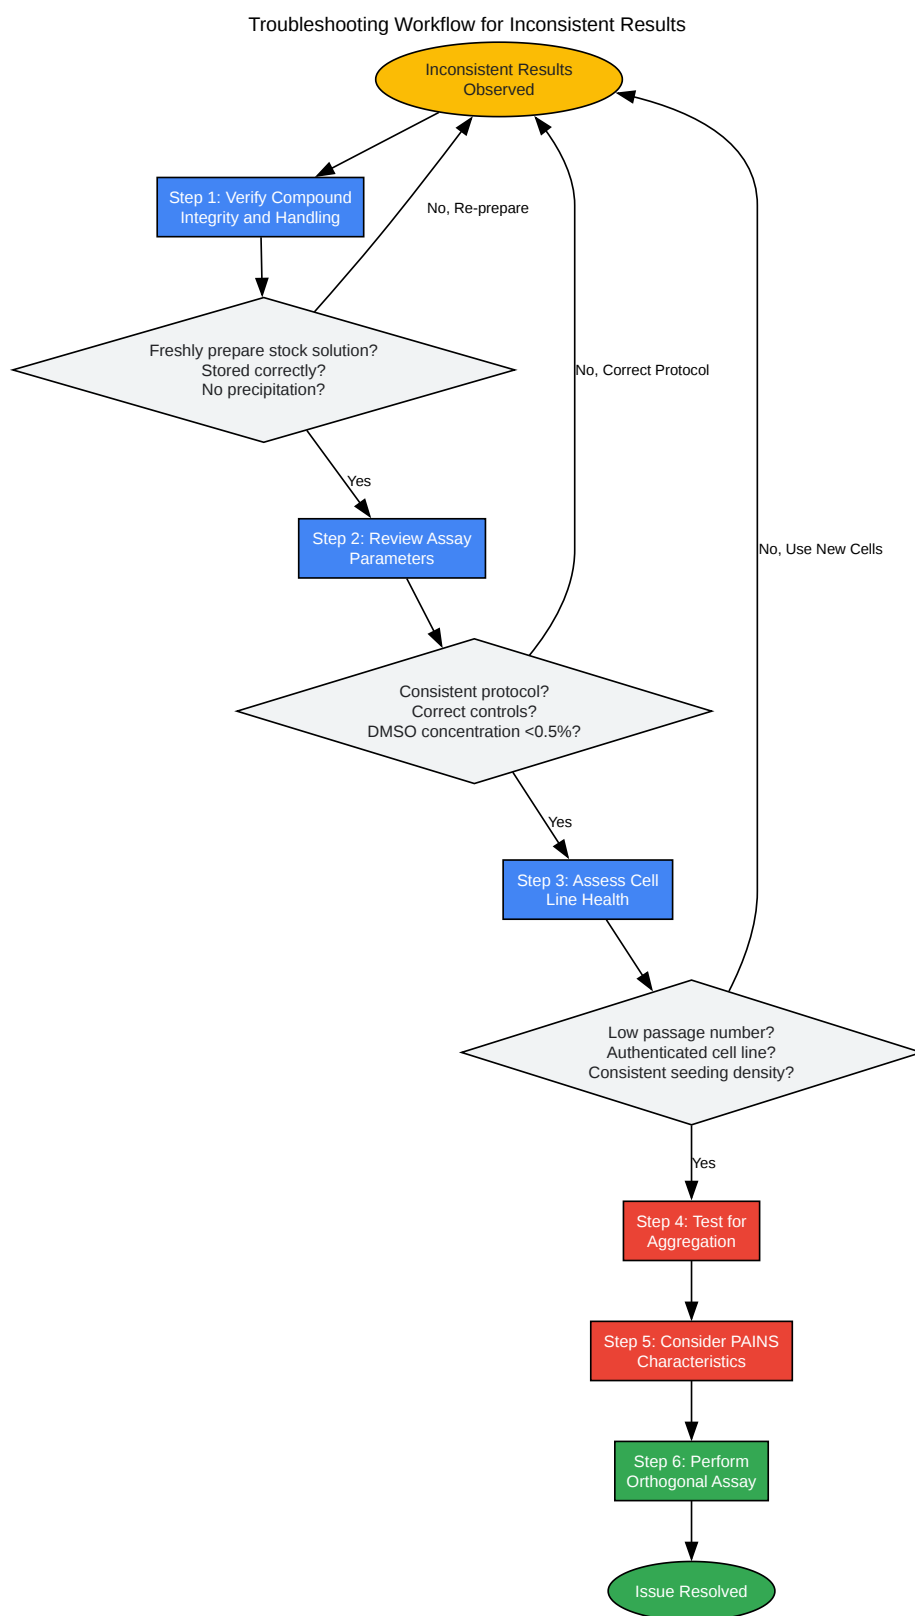 Troubleshooting Workflow for Inconsistent Results
Inconsistent Results
Observed
Step 1: Verify Compound
Integrity and Handling
No, Re-prepare
Freshly prepare stock solution?
Stored correctly?
No precipitation?
No, Correct Protocol
Yes
Step 2: Review Assay
Parameters
No, Use New Cells
Consistent protocol?
Correct controls?
DMSO concentration <0.5%?
Yes
Step 3: Assess Cell
Line Health
Low passage number?
Authenticated cell line?
Consistent seeding density?
Yes
Step 4: Test for
Aggregation
Step 5: Consider PAINS
Characteristics
Step 6: Perform
Orthogonal Assay
Issue Resolved